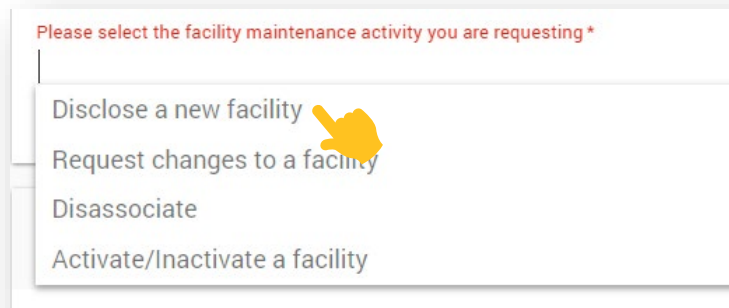 Please select the facility maintenance activity you are requesting *
Disclose a new facility
Request changes to a facility
Disassociate
Activate/Inactivate a facility